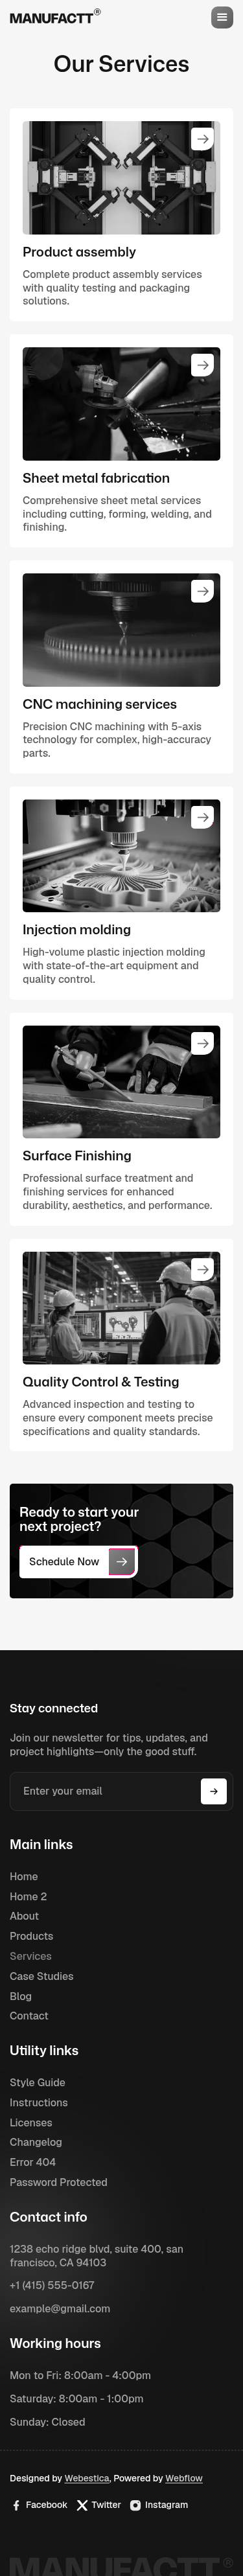 MANUFACTT®
Our Services
Product assembly
Complete product assembly services
with quality testing and packaging
solutions.
Sheet metal fabrication
Comprehensive sheet metal services
including cutting, forming, welding, and
finishing.
CNC machining services
Precision CNC machining with 5-axis
technology for complex, high-accuracy
parts.
Injection molding
High-volume plastic injection molding
with state-of-the-art equipment and
quality control.
Surface Finishing
Professional surface treatment and
finishing services for enhanced
durability, aesthetics, and performance.
Quality Control & Testing
Advanced inspection and testing to
ensure every component meets precise
specifications and quality standards.
Ready to start your
next project?
Schedule Now
Stay connected
Join our newsletter for tips, updates, and
project highlights—only the good stuff.
Enter your email
Main links
Home
Home 2
About
Products
Services
Case Studies
Blog
Contact
Utility links
Style Guide
Instructions
Licenses
Changelog
Error 404
Password Protected
Contact info
1238 echo ridge blvd, suite 400, san
francisco, CA 94103
+1 (415) 555-0167
example@gmail.com
Working hours
Mon to Fri: 8:00am - 4:00pm
Saturday: 8:00am - 1:00pm
Sunday: Closed
Designed by Webestica, Powered by Webflow
Facebook Twitter Instagram
MANUFACTT®